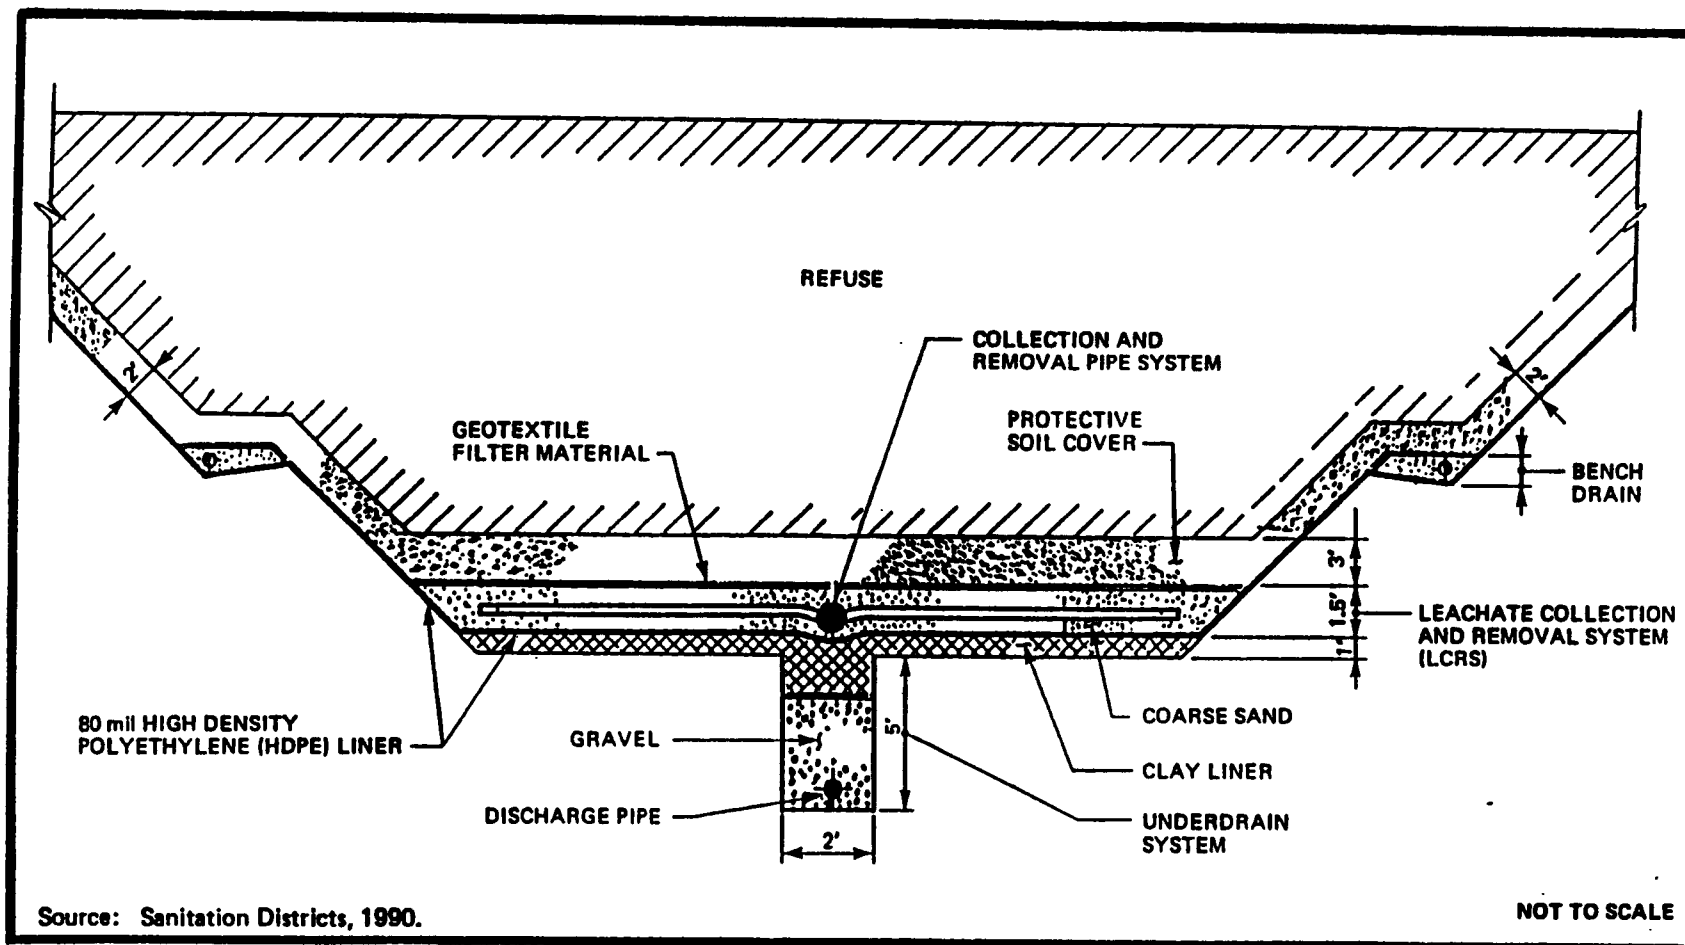 REFUSE
COLLECTION AND
REMOVAL PIPE SYSTEM
2'
2'
GEOTEXTILE
FILTER MATERIAL
PROTECTIVE
SOIL COVER
BENCH
DRAIN
3'
1.5'
1'
LEACHATE COLLECTION
AND REMOVAL SYSTEM
(LCRS)
80 mil HIGH DENSITY
POLYETHYLENE (HDPE) LINER
GRAVEL
5'
COARSE SAND
CLAY LINER
DISCHARGE PIPE
UNDERDRAIN
SYSTEM
2'
Source: Sanitation Districts, 1990.
NOT TO SCALE